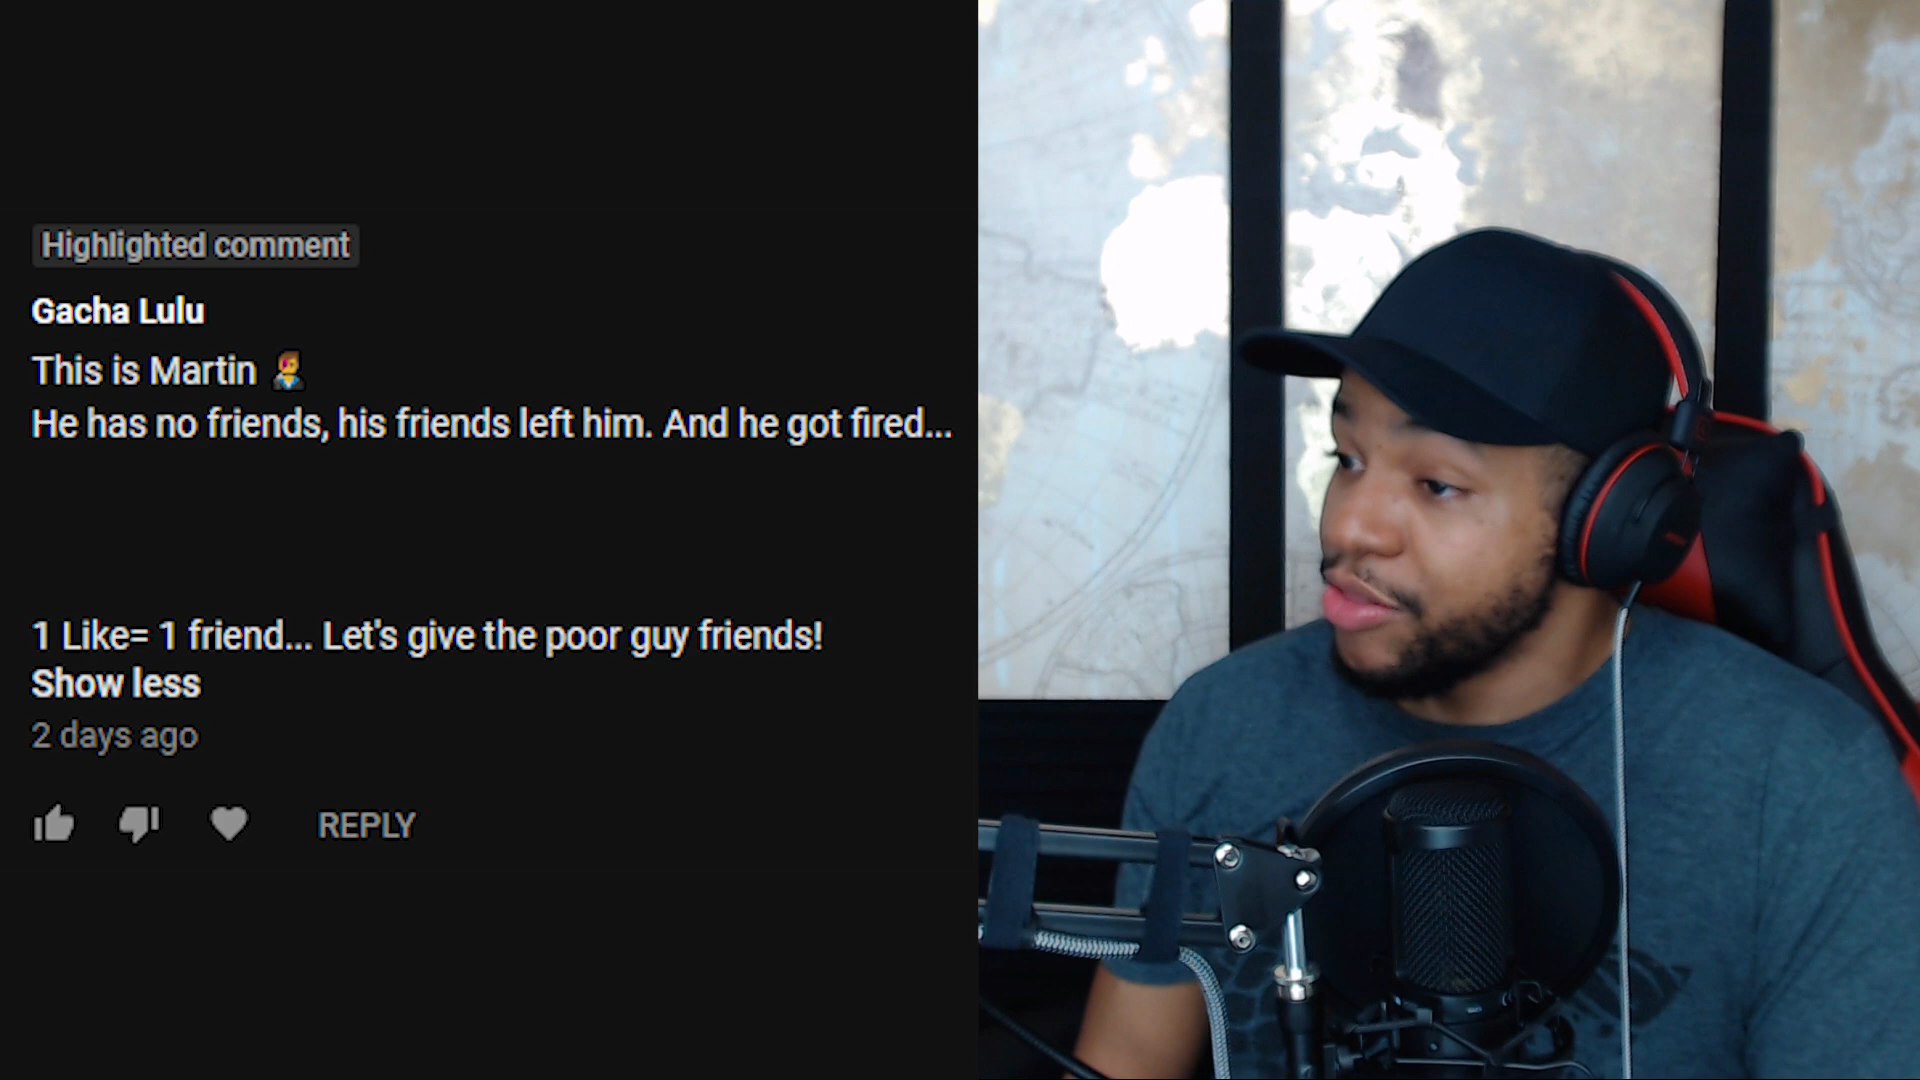 Highlighted comment
Gacha Lulu
This is Martin 👨‍🎤
He has no friends, his friends left him. And he got fired...
1 Like= 1 friend... Let's give the poor guy friends!
Show less
2 days ago
REPLY